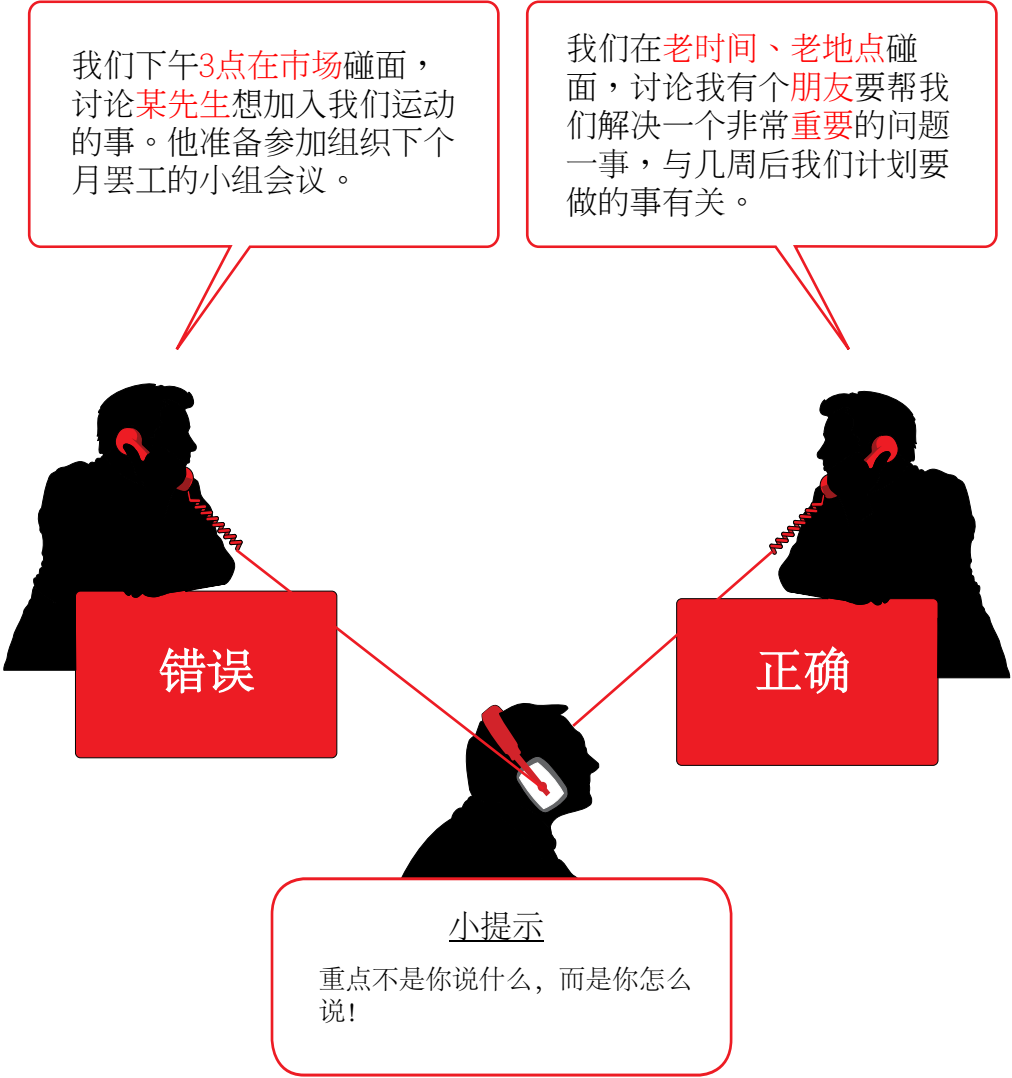 我们下午3点在市场碰面，
讨论某先生想加入我们运动
的事。他准备参加组织下个
月罢工的小组会议。
我们在老时间、老地点碰
面，讨论我有个朋友要帮我
们解决一个非常重要的问题
一事，与几周后我们计划要
做的事有关。
错误
正确
小提示
重点不是你说什么，而是你怎么
说！